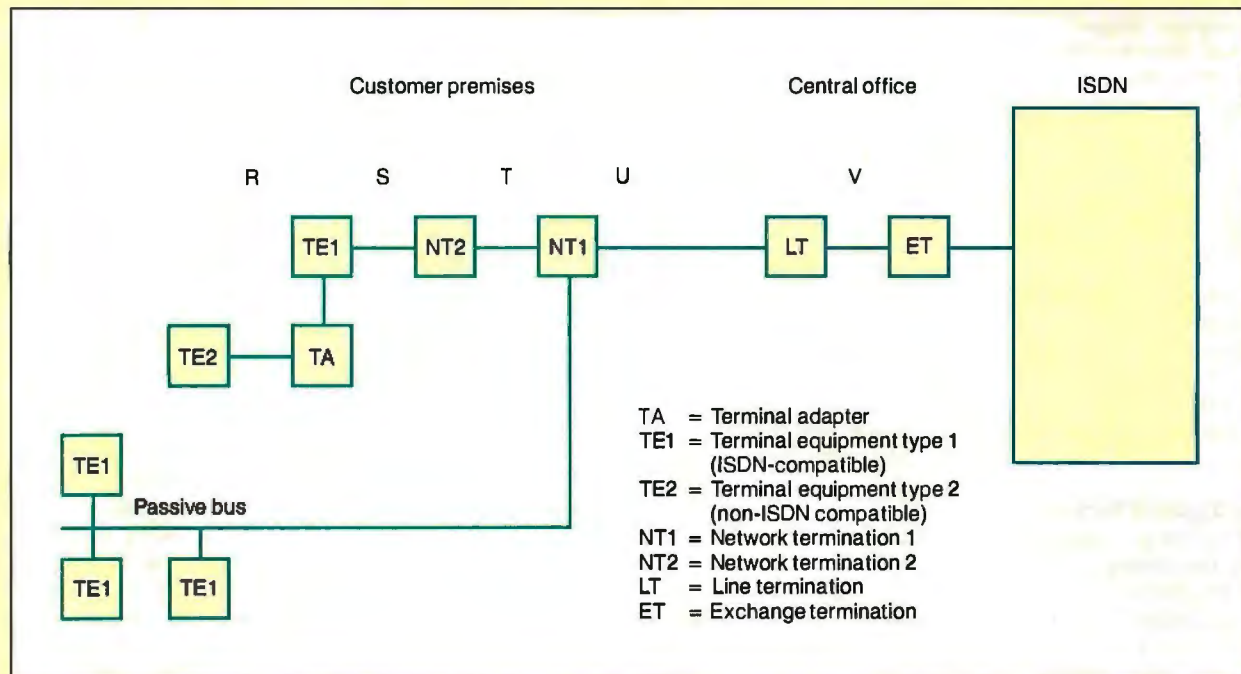 Customer premises Central office ISDN
R S T U V
TE1 NT2 NT1 LT ET
TE2 TA
TE1
Passive bus
TE1 TE1
TA = Terminal adapter
TE1 = Terminal equipment type 1
(ISDN-compatible)
TE2 = Terminal equipment type 2
(non-ISDN compatible)
NT1 = Network termination 1
NT2 = Network termination 2
LT = Line termination
ET = Exchange termination